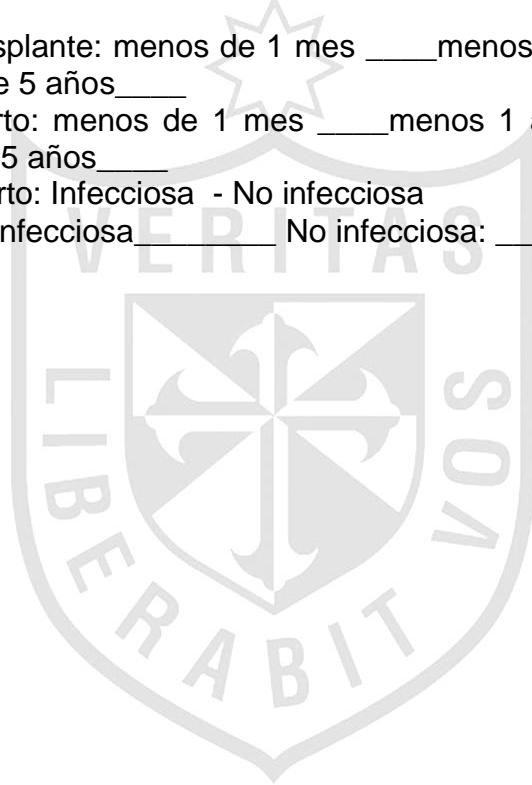 splante: menos de 1 mes ____menos
e 5 años____
rto: menos de 1 mes ____menos 1 a
5 años____
rto: Infecciosa - No infecciosa
nfecciosa________ No infecciosa: __
VERITAS
LIBERABIT VOS